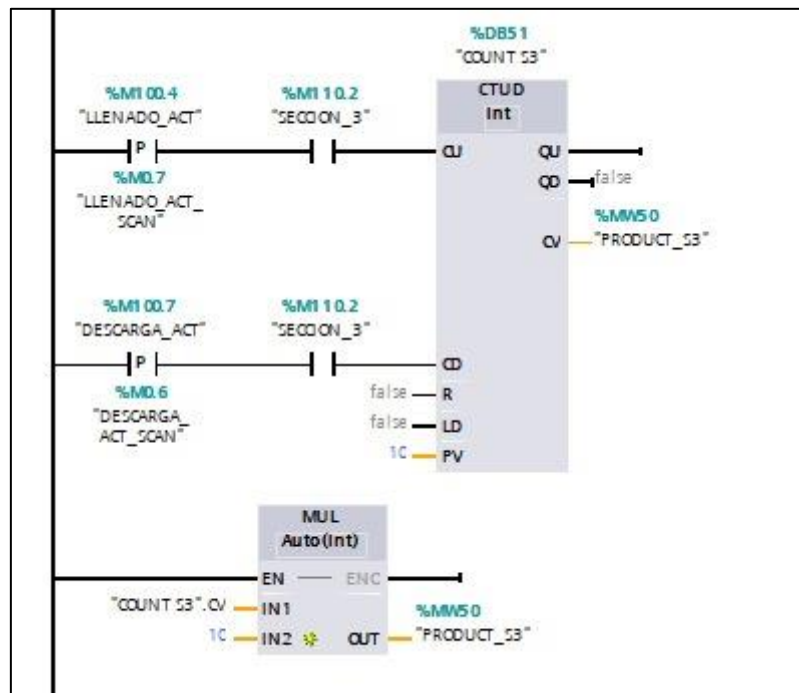 %DB51
"COUNT S3"
CTUD
Int
%M100.4
"LLENADO_ACT"
P
%M0.7
"LLENADO_ACT_
SCAN"
%M110.2
"SECCION_3"
CU
QU
QD
false
%MW50
CV
"PRODUCT_S3"
%M100.7
"DESCARGA_ACT"
P
%M0.6
"DESCARGA_
ACT_SCAN"
%M110.2
"SECCION_3"
CD
false
R
false
LD
10
PV
MUL
Auto(Int)
EN
ENO
"COUNT S3".CV
IN1
10
IN2
OUT
%MW50
"PRODUCT_S3"